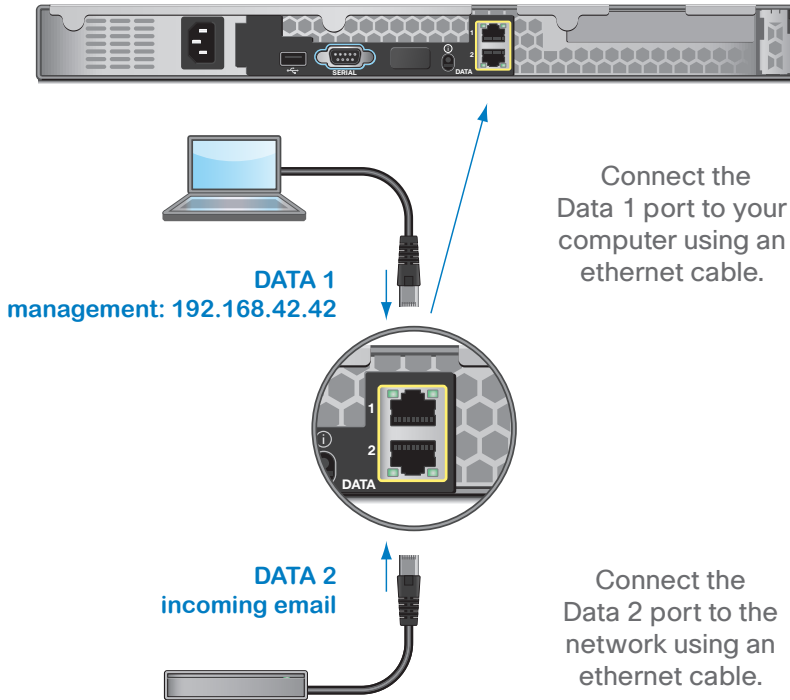 1
2
SERIAL
DATA
Connect the
Data 1 port to your
computer using an
ethernet cable.
DATA 1
management: 192.168.42.42
1
i
2
DATA
DATA 2
incoming email
Connect the
Data 2 port to the
network using an
ethernet cable.